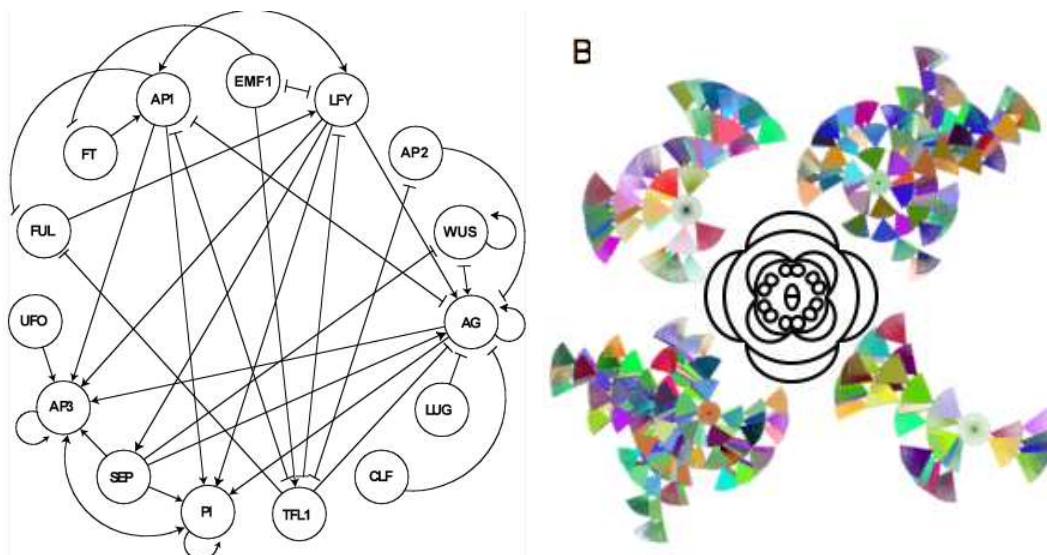 B
EMF1
AP1
LFY
FT
AP2
FUL
WUS
UFO
AG
AP3
LUG
SEP
CLF
PI
TFL1